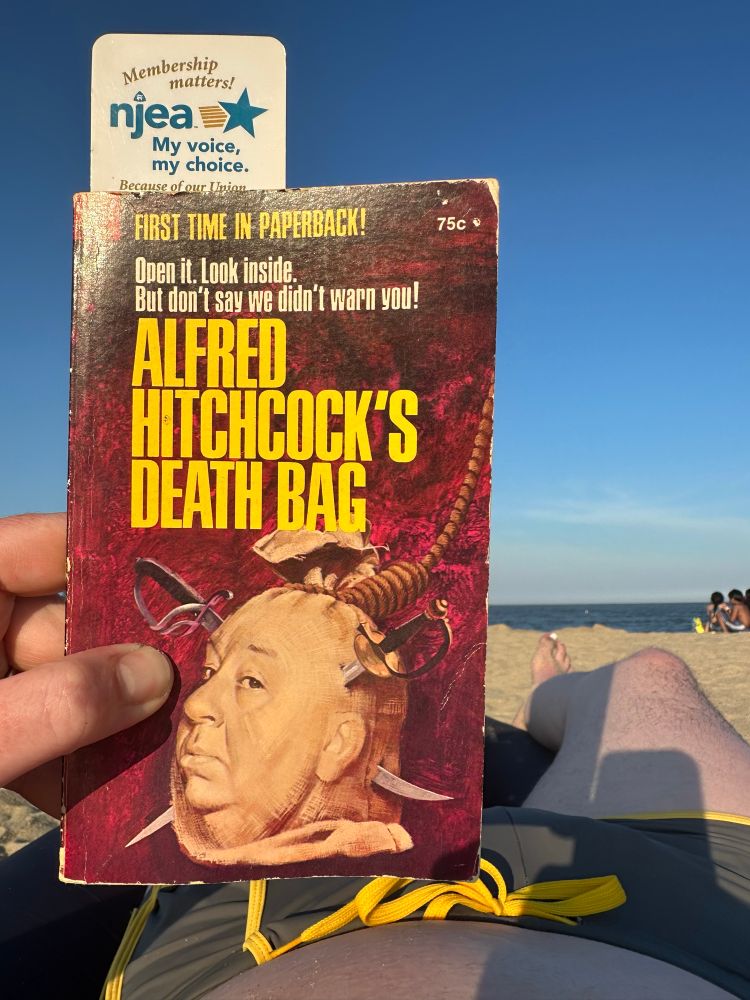 Membership
matters!
njea
My voice,
my choice.
Because of our Union
FIRST TIME IN PAPERBACK!
75c
Open it. Look inside.
But don't say we didn't warn you!
ALFRED
HITCHCOCK'S
DEATH BAG